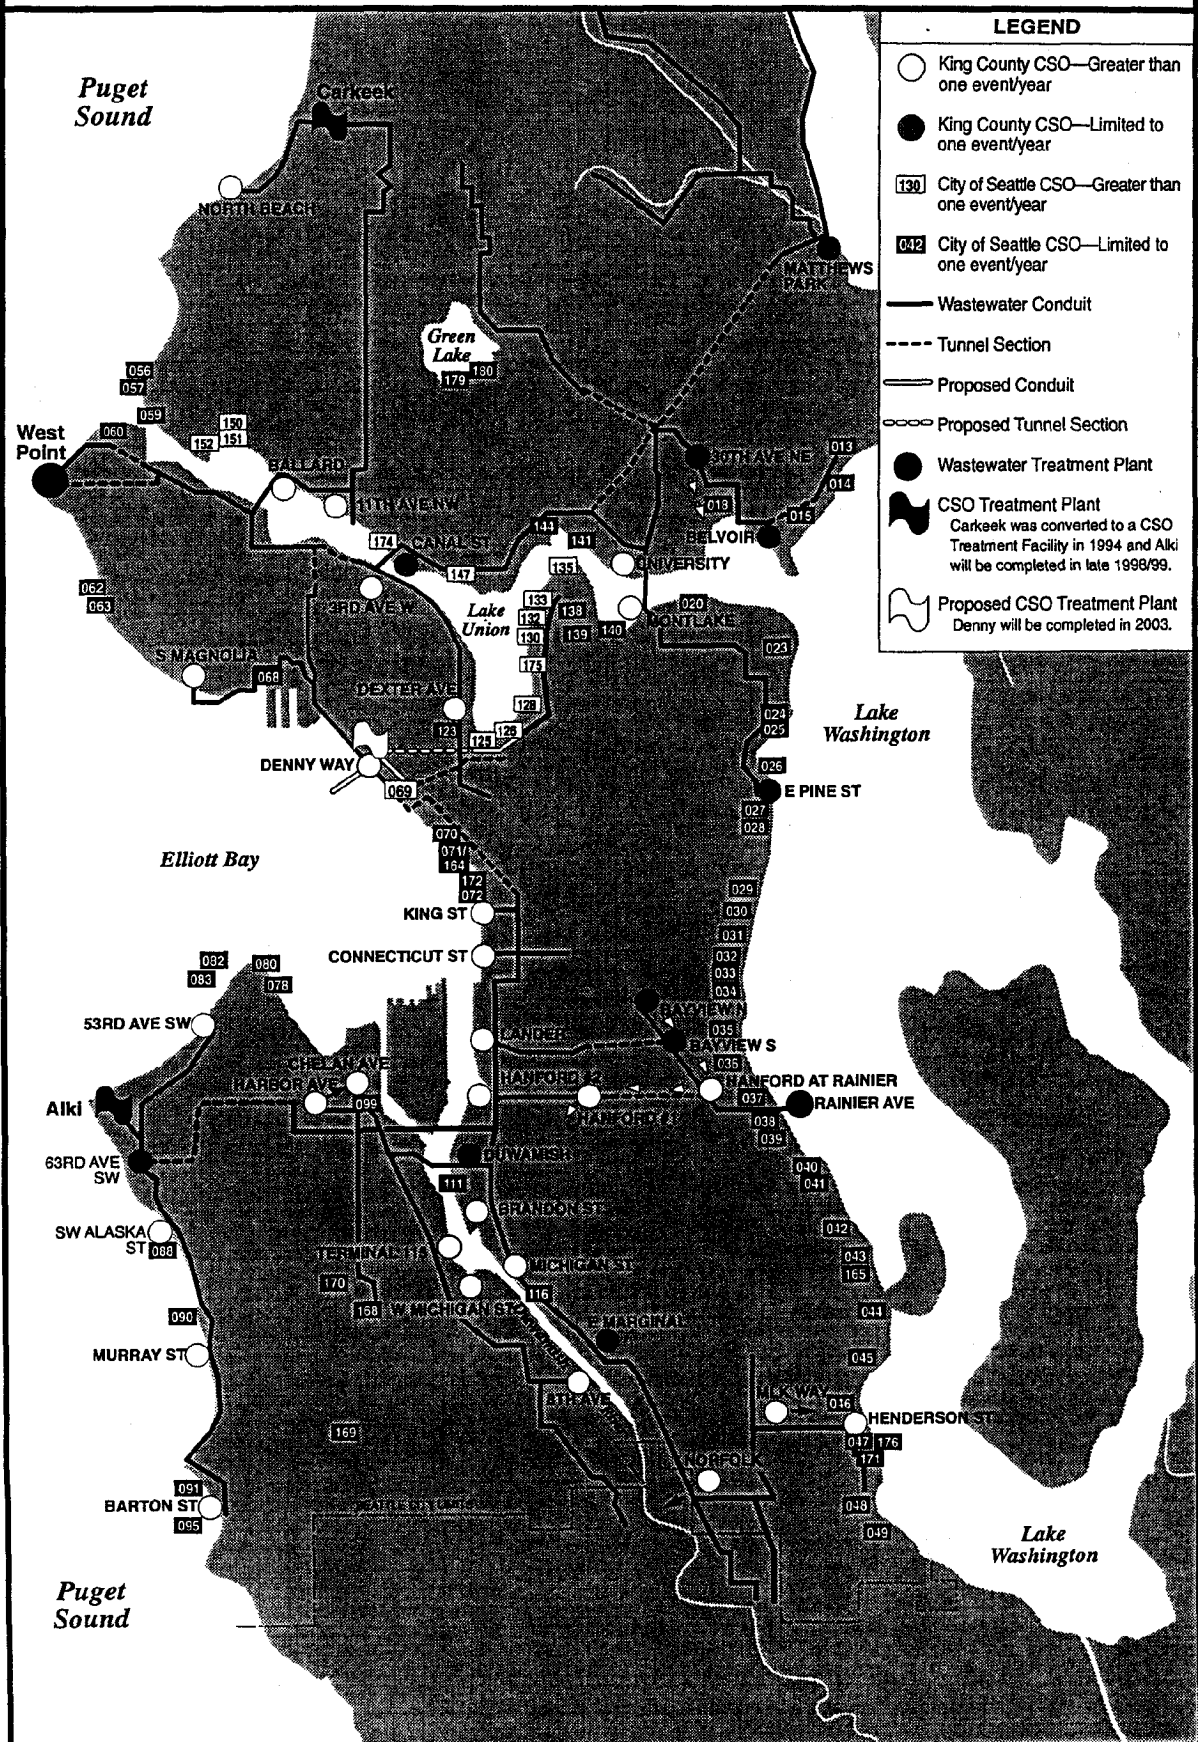 LEGEND
King County CSO—Greater than
one event/year
King County CSO—Limited to
one event/year
130
City of Seattle CSO—Greater than
one event/year
042
City of Seattle CSO—Limited to
one event/year
Wastewater Conduit
Tunnel Section
Proposed Conduit
Proposed Tunnel Section
Wastewater Treatment Plant
CSO Treatment Plant
Carkeek was converted to a CSO
Treatment Facility in 1994 and Alki
will be completed in late 1998/99.
Proposed CSO Treatment Plant
Denny will be completed in 2003.
Puget
Sound
Carkeek
NORTH BEACH
MATTHEWS
PARK
Green
Lake
180
179
056
057
059
060
150
151
152
West
Point
BALLARD
11TH AVE NW
30TH AVE NE
013
014
018
015
BELVOIR
174
CANAL ST
144
141
147
135
UNIVERSITY
062
063
3RD AVE W
Lake
Union
133
132
130
138
139
140
MONTLAKE
020
023
S MAGNOLIA
068
175
DEXTER AVE
128
123
125
126
024
025
Lake
Washington
DENNY WAY
069
026
E PINE ST
027
028
070
071/
164
172
072
Elliott Bay
KING ST
029
030
031
032
033
034
CONNECTICUT ST
082
083
080
078
53RD AVE SW
LANDER
BAYVIEW N
035
BAYVIEW S
036
CHELAN AVE
HARBOR AVE
099
HANFORD #2
HANFORD #1
HANFORD AT RAINIER
037
RAINIER AVE
038
039
Alki
63RD AVE
SW
DUWAMISH
111
040
041
BRANDON ST
SW ALASKA
ST
088
TERMINAL 115
MICHIGAN ST
042
043
165
170
168
W MICHIGAN ST
116
044
090
E MARGINAL
MURRAY ST
045
8TH AVE
MLK WAY
046
HENDERSON ST
169
047
176
171
NORFOLK
091
BARTON ST
095
SEATTLE CITY LIMITS
048
049
Lake
Washington
Puget
Sound